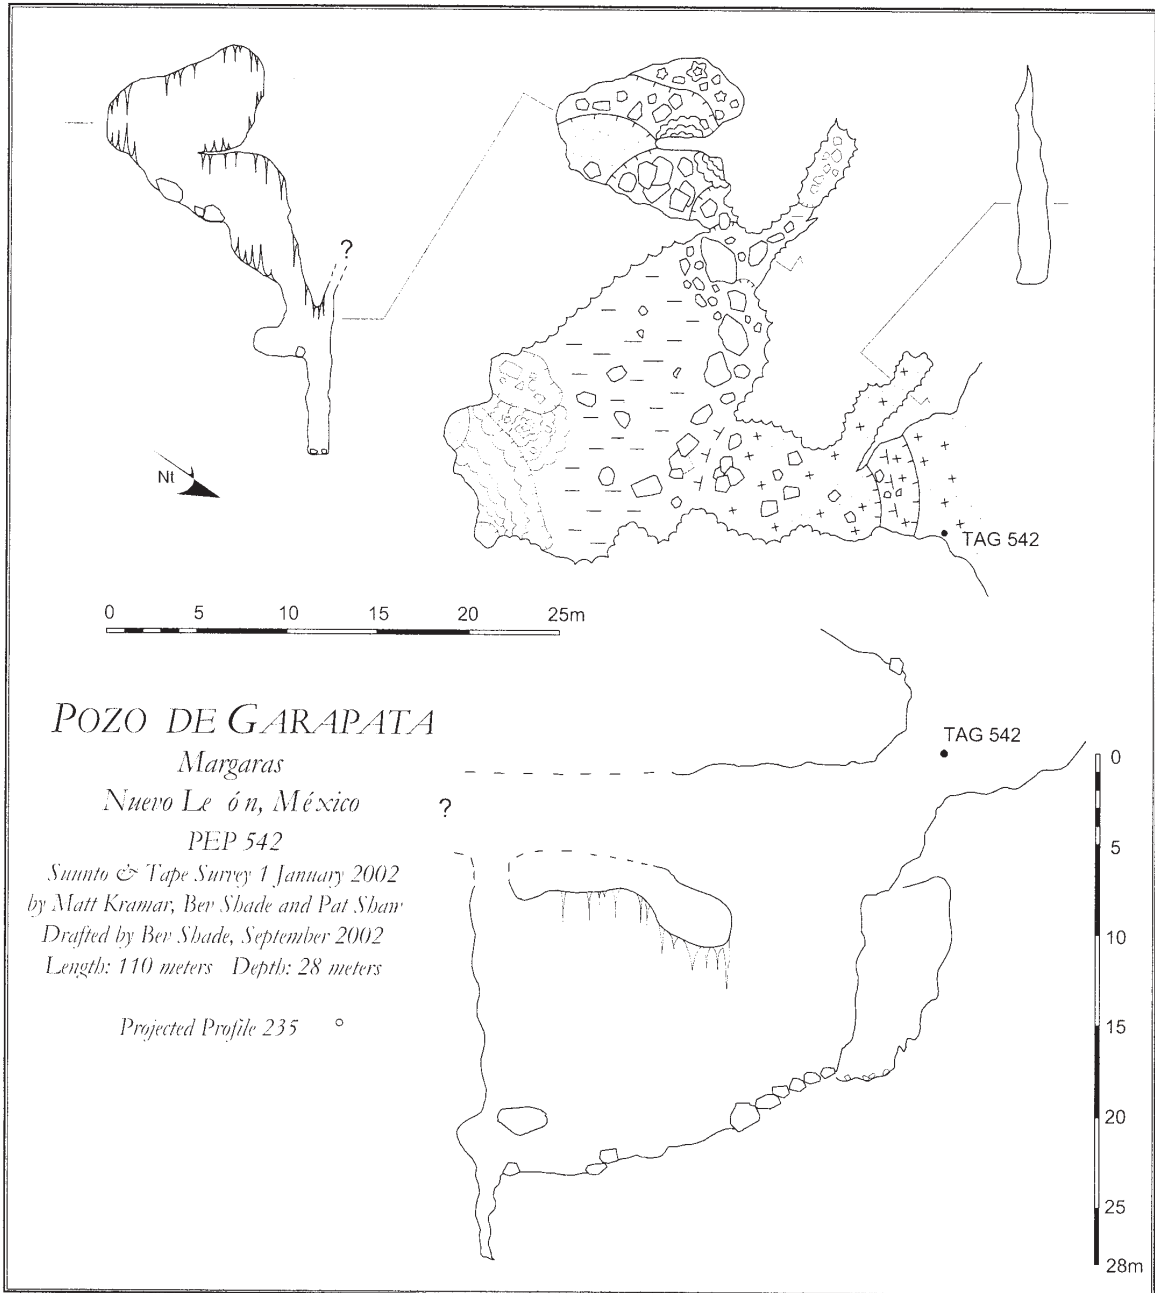 ?
Nt
TAG 542
0 5 10 15 20 25m
POZO DE GARAPATA
Margaras
Nuevo Le ón, México
PEP 542
Suunto & Tape Survey 1 January 2002
by Matt Kramar, Bev Shade and Pat Shaw
Drafted by Bev Shade, September 2002
Length: 110 meters Depth: 28 meters
Projected Profile 235 °
TAG 542
?
0
5
10
15
20
25
28m